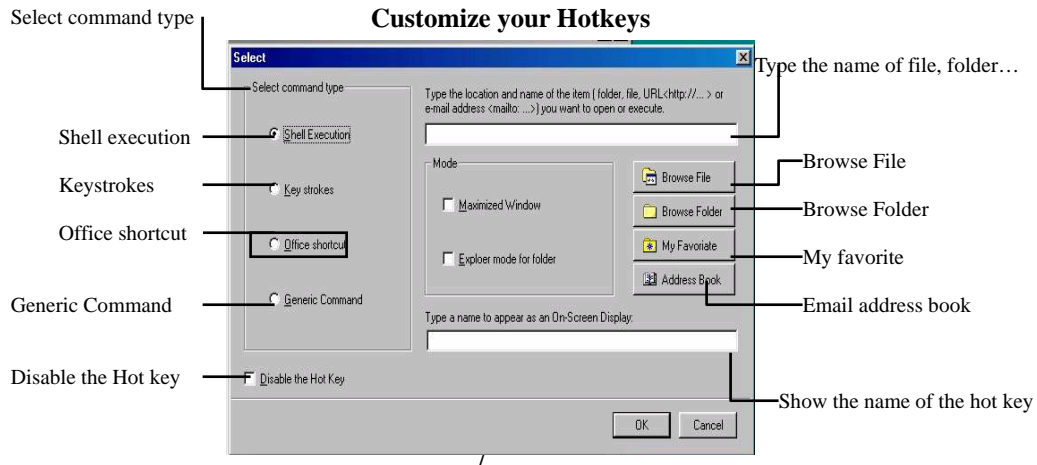 Customize your Hotkeys
Select command type
Select
Type the name of file, folder…
Select command type
Type the location and name of the item ( folder, file, URL<http://... > or
e-mail address <mailto: ...>) you want to open or execute.
Shell execution
Shell Execution
Mode
Browse File
Browse File
Keystrokes
Key strokes
Maximized Window
Browse Folder
Browse Folder
Office shortcut
Office shortcut
Exploer mode for folder
My Favoriate
My favorite
Generic Command
Generic Command
Address Book
Email address book
Type a name to appear as an On-Screen Display:
Disable the Hot key
Disable the Hot Key
Show the name of the hot key
OK
Cancel